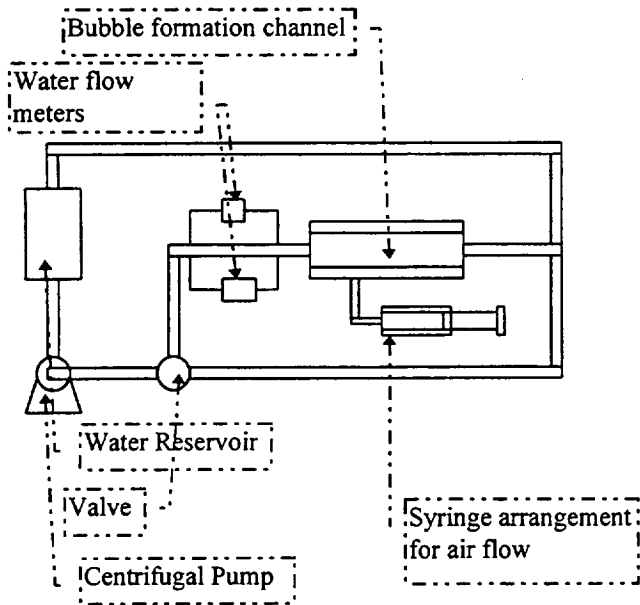 Bubble formation channel
Water flow
meters
Water Reservoir
Valve
Syringe arrangement
for air flow
Centrifugal Pump